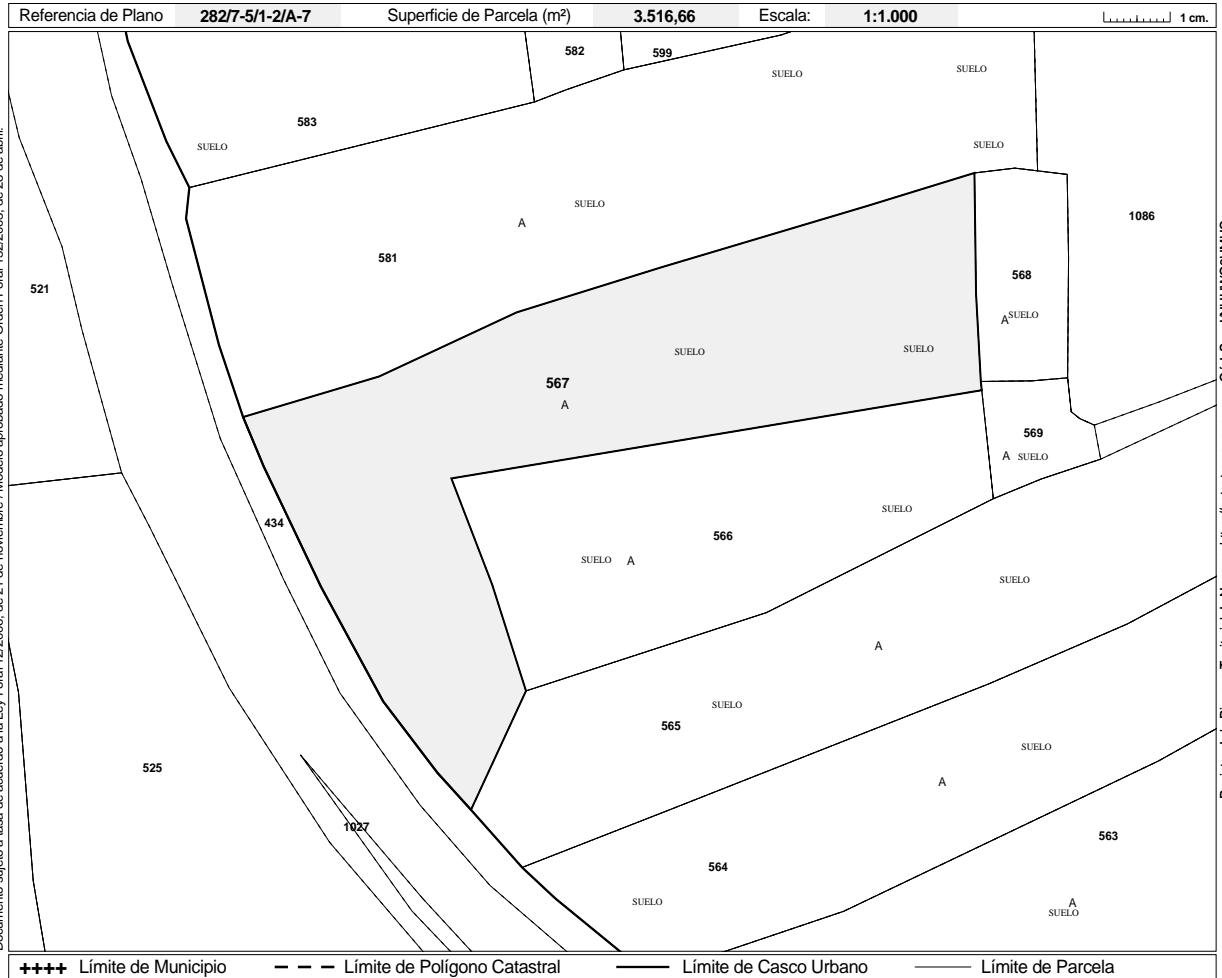 Referencia de Plano 282/7-5/1-2/A-7 Superficie de Parcela (m²) 3.516,66 Escala: 1:1.000 1 cm.
582 599
SUELO SUELO
583
SUELO SUELO
SUELO
A
1086
581
568
521
A SUELO
SUELO SUELO
567
A
569
A SUELO
434
SUELO
566
SUELO A
SUELO
A
SUELO
565
SUELO
525
A
1027
563
564
SUELO
A
SUELO
++++ Límite de Municipio – – – Límite de Polígono Catastral —— Límite de Casco Urbano —— Límite de Parcela